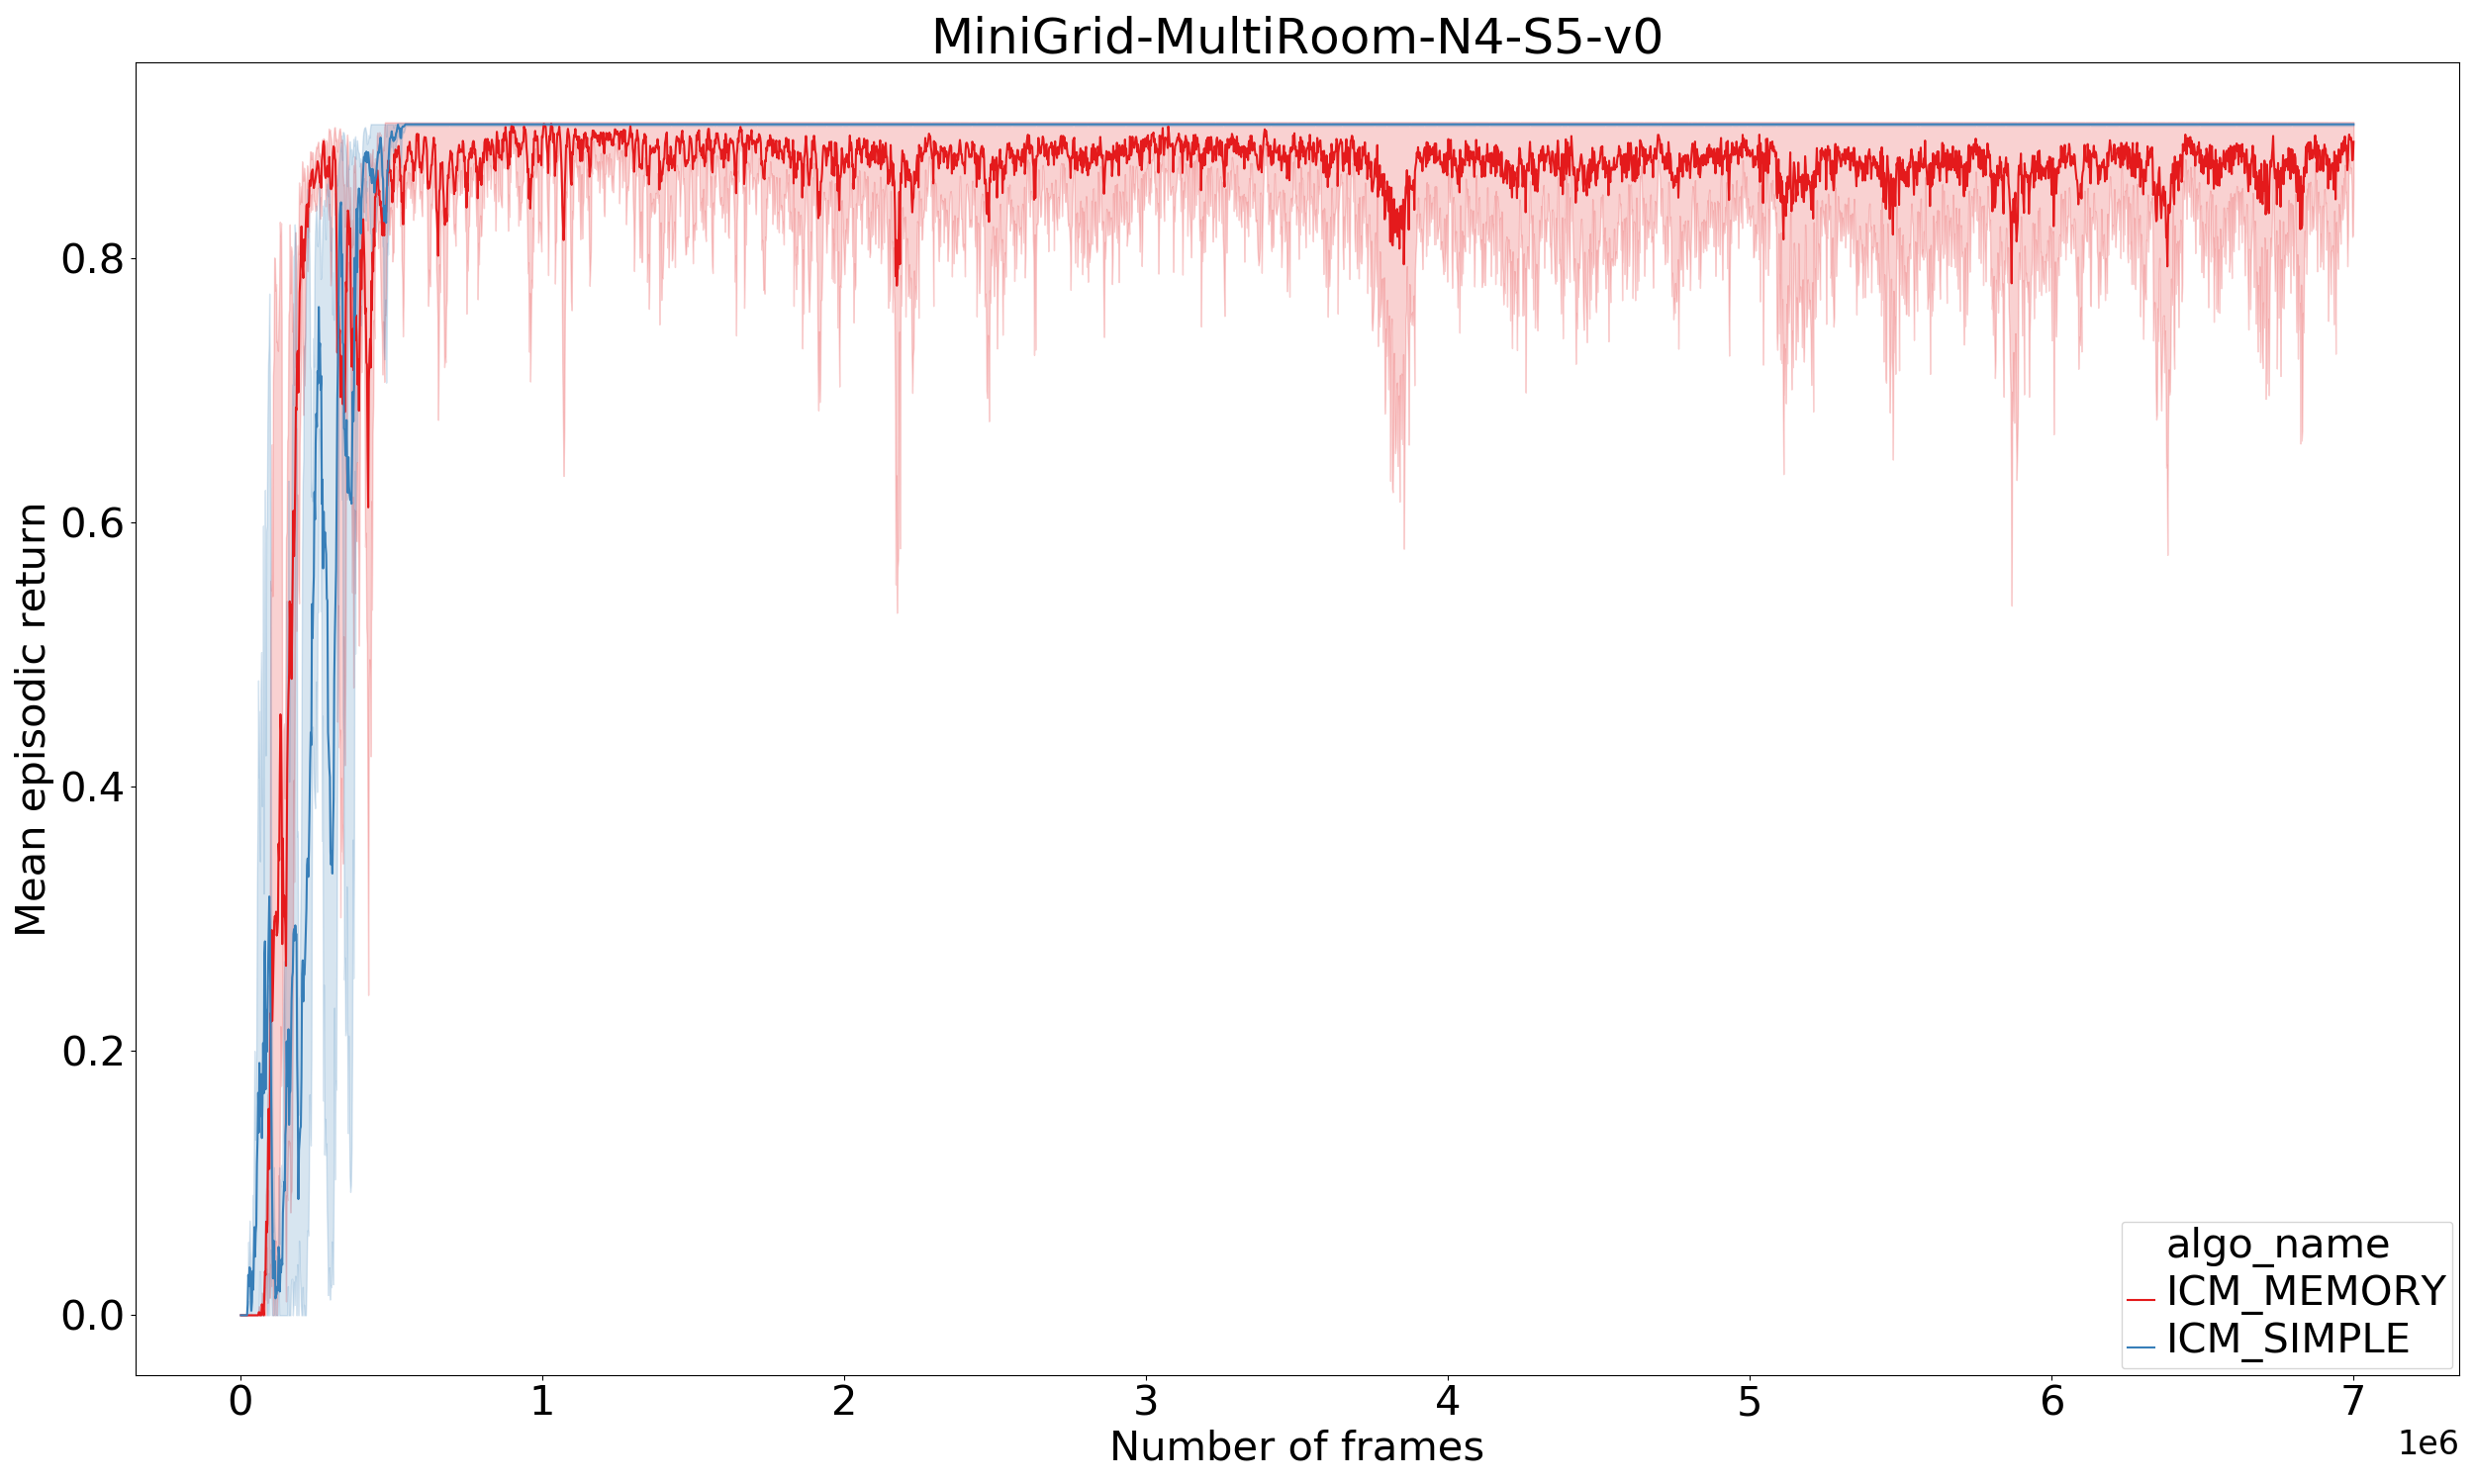 MiniGrid-MultiRoom-N4-S5-v0
Mean episodic return
0.8
0.6
0.4
0.2
0.0
algo_name
ICM_MEMORY
ICM_SIMPLE
0 1 2 3 4 5 6 7
1e6
Number of frames